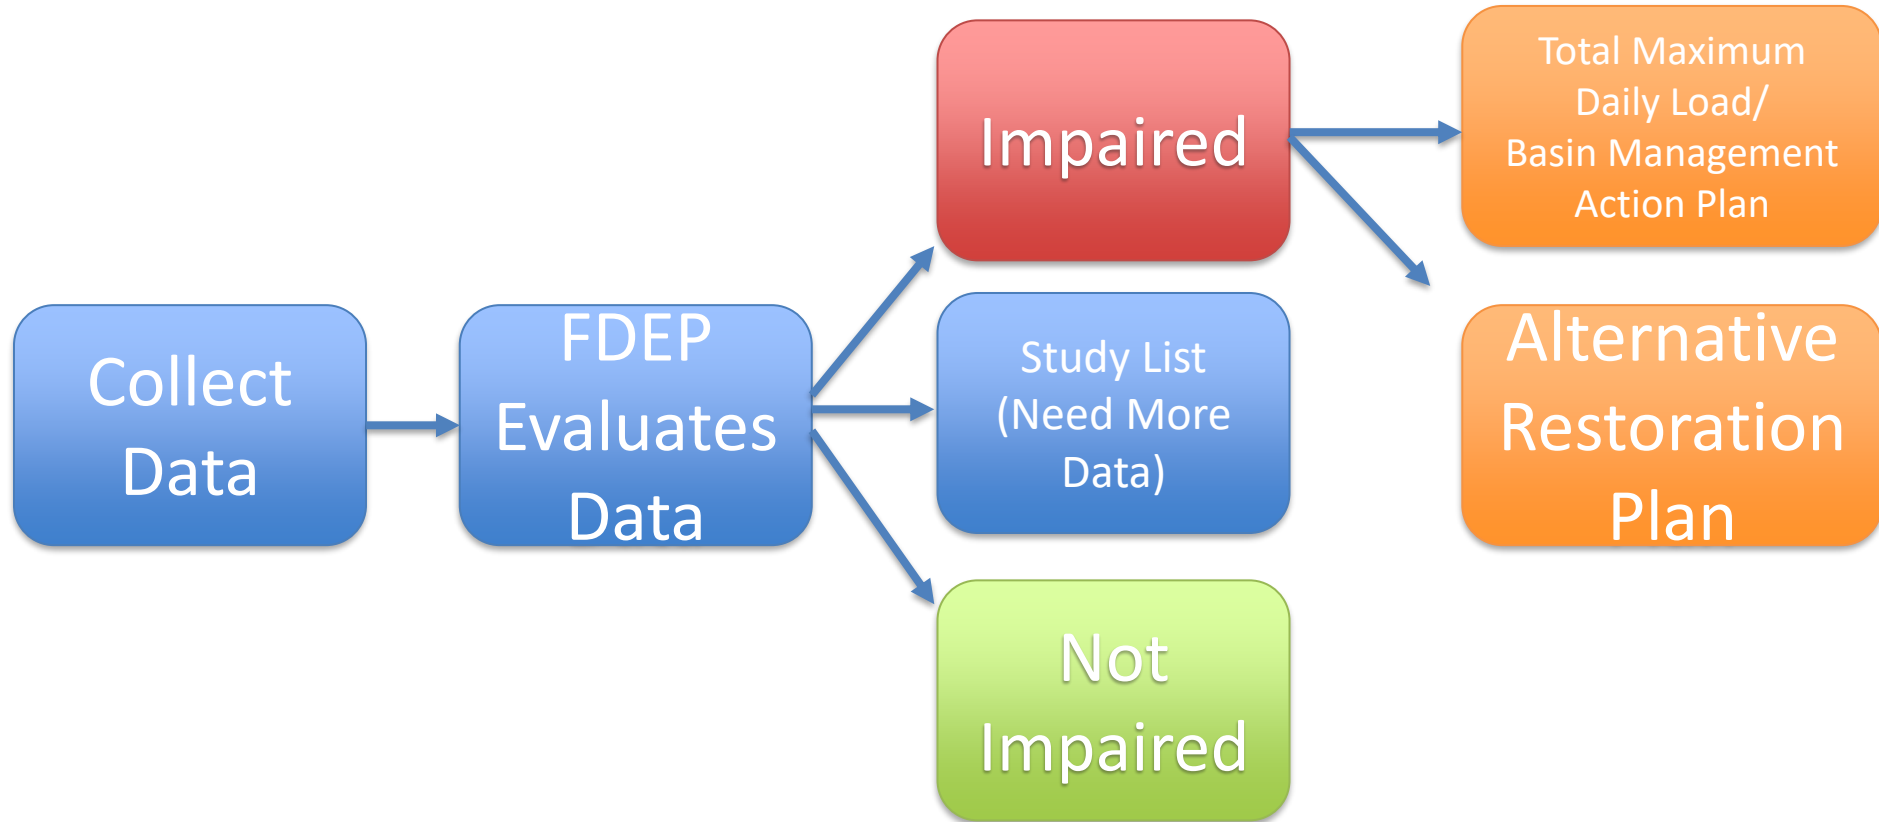 Collect
Data
FDEP
Evaluates
Data
Impaired
Study List
(Need More
Data)
Not
Impaired
Total Maximum
Daily Load/
Basin Management
Action Plan
Alternative
Restoration
Plan